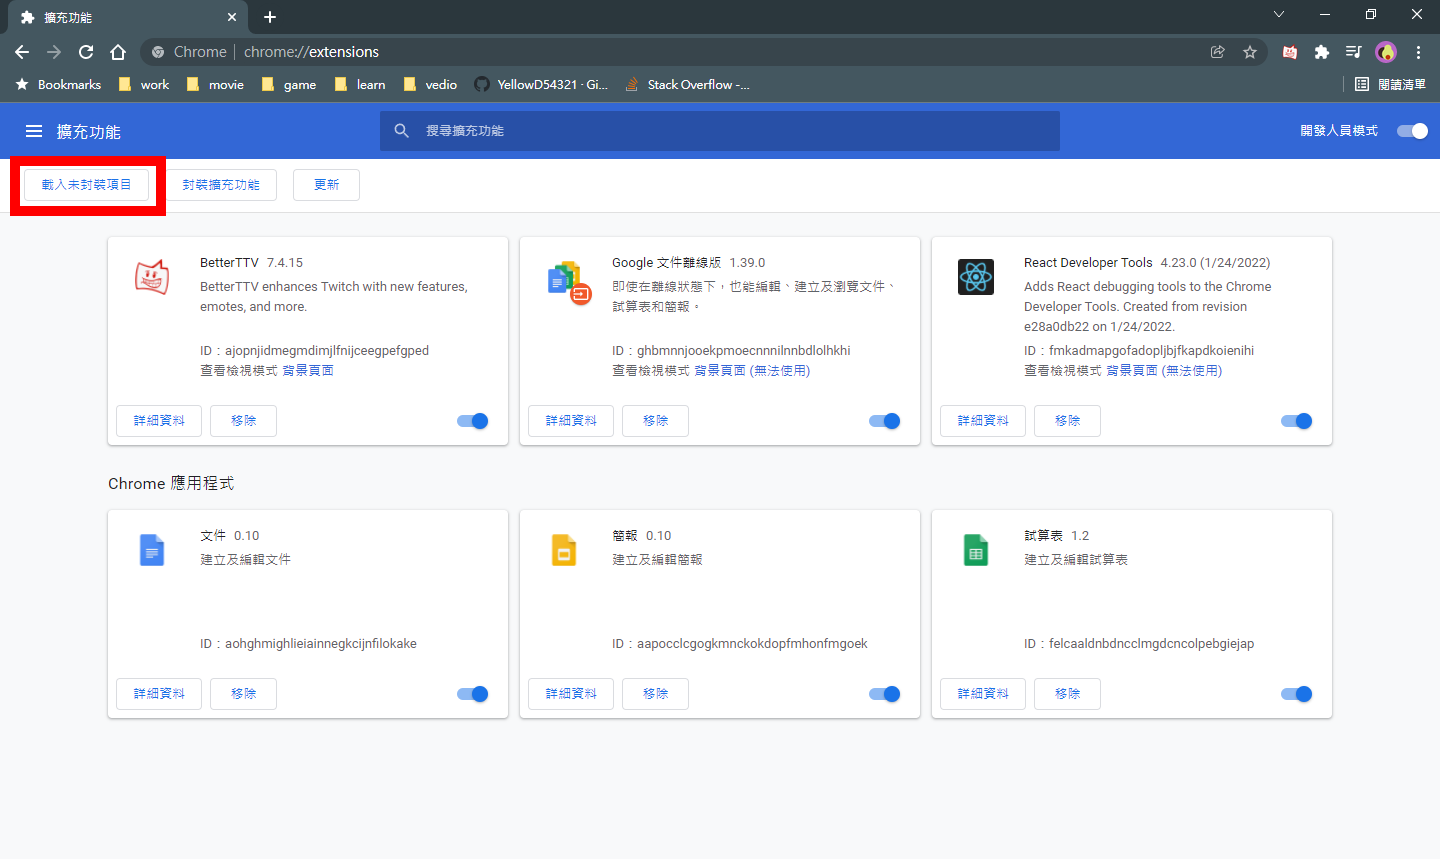 擴充功能
Chrome | chrome://extensions
Bookmarks work movie game learn vedio YellowD54321 · Gi... Stack Overflow -... 閱讀清單
擴充功能 搜尋擴充功能 開發人員模式
載入未封裝項目 封裝擴充功能 更新
BetterTTV 7.4.15
BetterTTV enhances Twitch with new features,
emotes, and more.
ID：ajopnjidmegmdimjlfnijceegpefgped
查看檢視模式 背景頁面
詳細資料 移除
Google 文件離線版 1.39.0
即使在離線狀態下，也能編輯、建立及瀏覽文件、
試算表和簡報。
ID：ghbmnnjooekpmoecnnnilnnbdlolhkhi
查看檢視模式 背景頁面 (無法使用)
詳細資料 移除
React Developer Tools 4.23.0 (1/24/2022)
Adds React debugging tools to the Chrome
Developer Tools. Created from revision
e28a0db22 on 1/24/2022.
ID：fmkadmapgofadopljbjfkapdkoienihi
查看檢視模式 背景頁面 (無法使用)
詳細資料 移除
Chrome 應用程式
文件 0.10
建立及編輯文件
ID：aohghmighlieiainnegkcijnfilokake
詳細資料 移除
簡報 0.10
建立及編輯簡報
ID：aapocclcgogkmnckokdopfmhonfmgoek
詳細資料 移除
試算表 1.2
建立及編輯試算表
ID：felcaaldnbdncclmgdcncolpebgiejap
詳細資料 移除